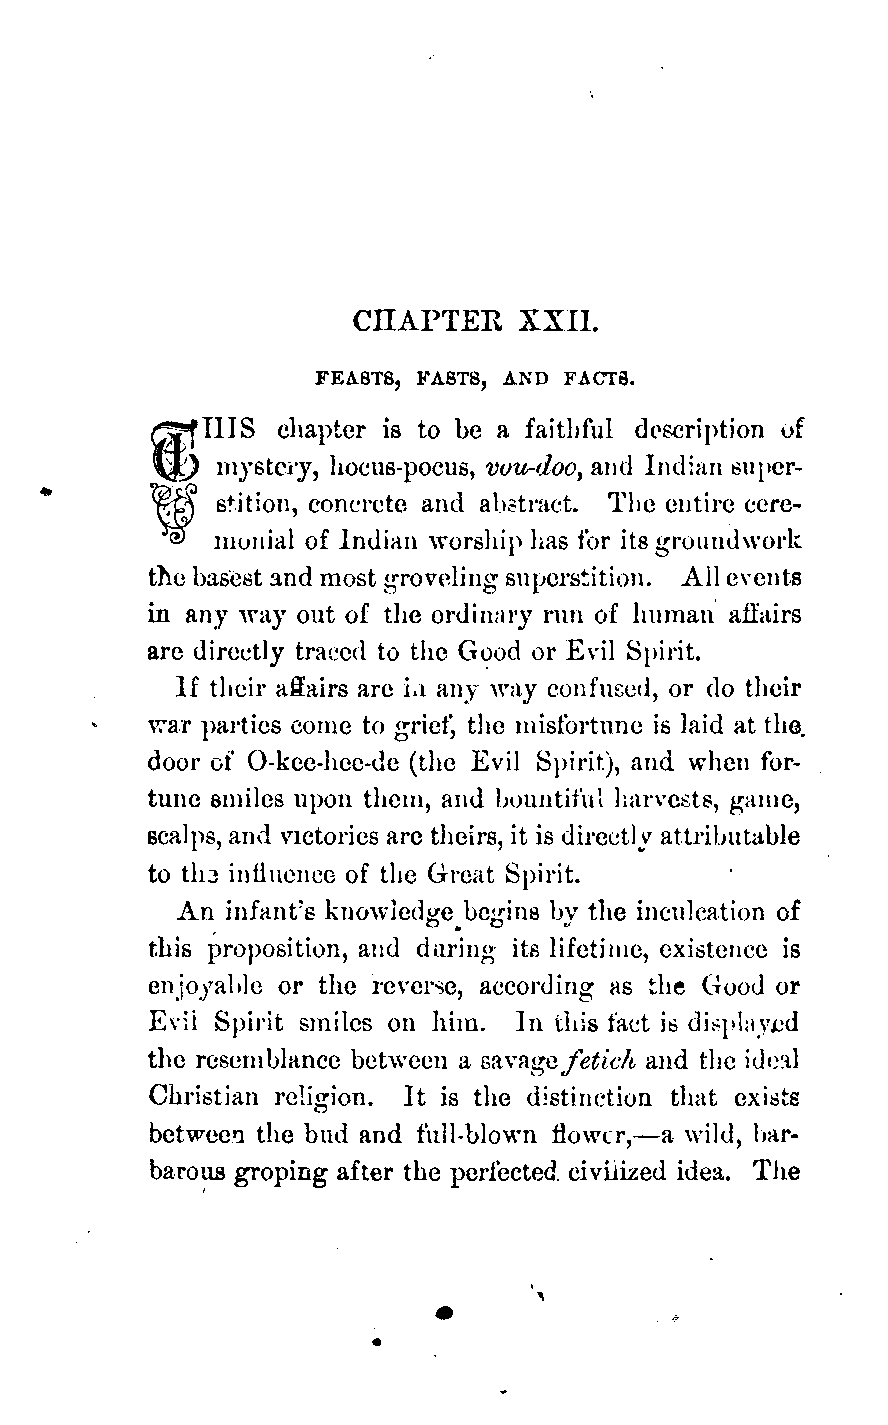 CHAPTER XXII.
FEASTS, FASTS, AND FACTS.
THIS chapter is to be a faithful description of
mystery, hocus-pocus, vou-doo, and Indian super-
stition, concrete and abstract. The entire cere-
monial of Indian worship has for its groundwork
the basest and most groveling superstition. All events
in any way out of the ordinary run of human affairs
are directly traced to the Good or Evil Spirit.
If their affairs are in any way confused, or do their
war parties come to grief, the misfortune is laid at the
door of O-kee-hee-de (the Evil Spirit), and when for-
tune smiles upon them, and bountiful harvests, game,
scalps, and victories are theirs, it is directly attributable
to the influence of the Great Spirit.
An infant's knowledge begins by the inculcation of
this proposition, and during its lifetime, existence is
enjoyable or the reverse, according as the Good or
Evil Spirit smiles on him. In this fact is displayed
the resemblance between a savage fetich and the ideal
Christian religion. It is the distinction that exists
between the bud and full-blown flower,—a wild, bar-
barous groping after the perfected civilized idea. The